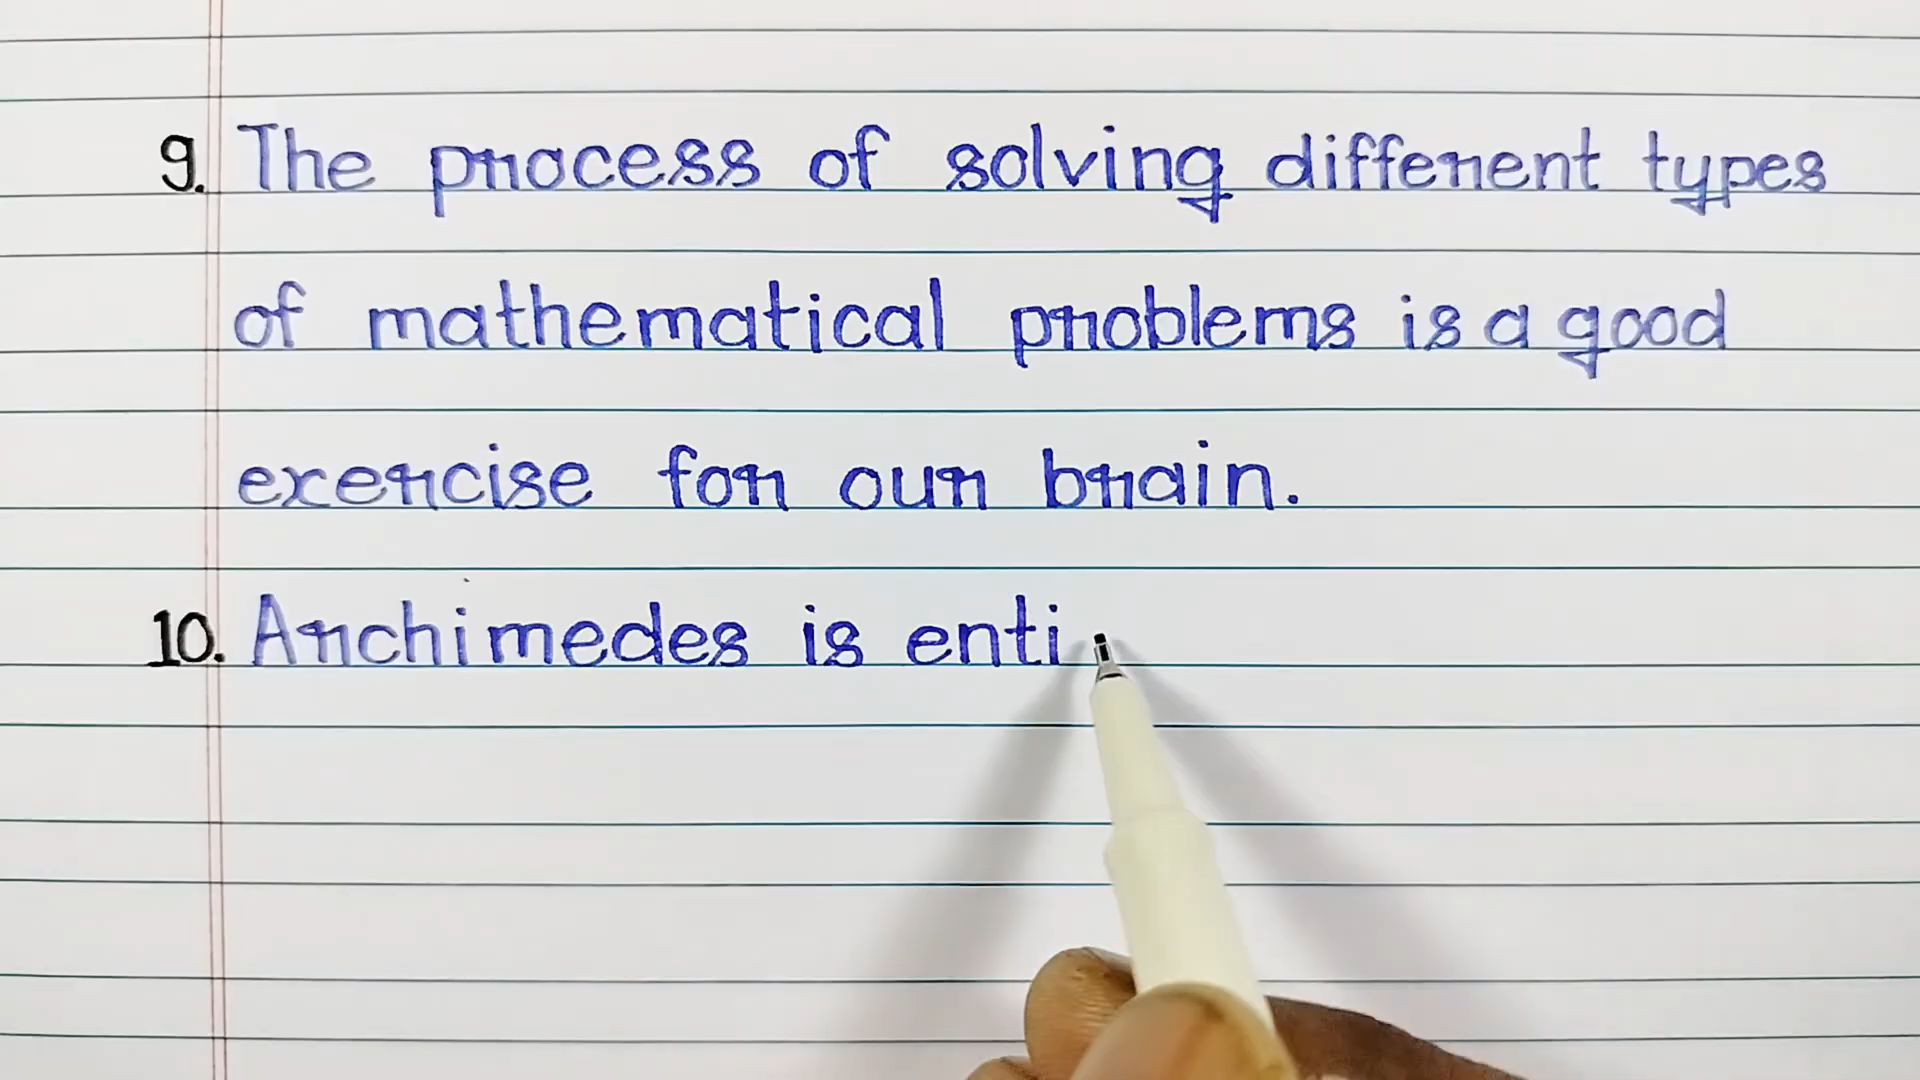 9. The process of solving different types
of mathematical problems is a good
exercise for our brain.
10. Archimedes is enti